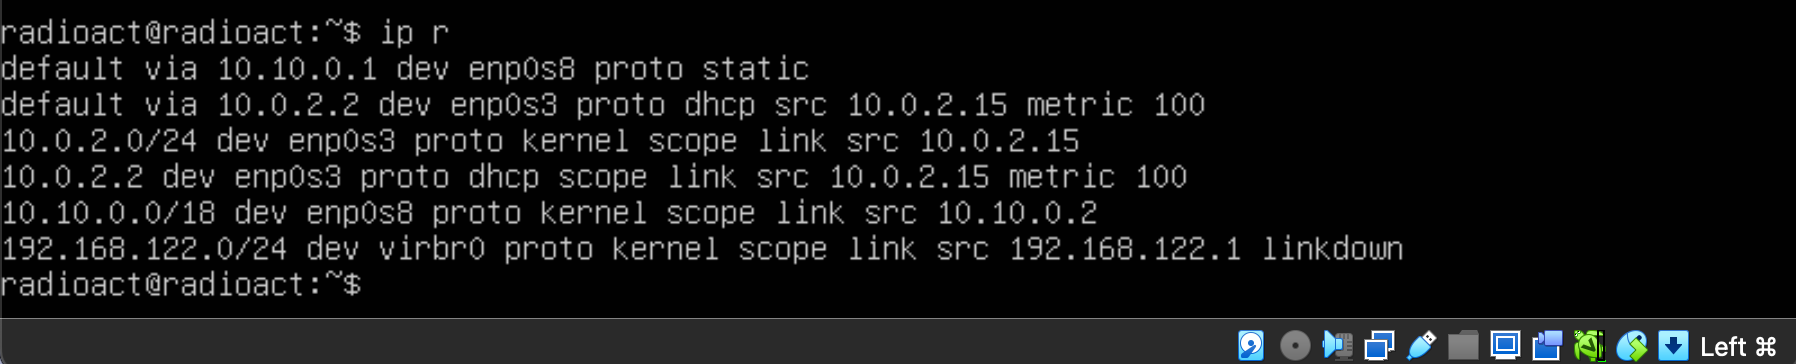 radioact@radioact:~$ ip r
default via 10.10.0.1 dev enp0s8 proto static
default via 10.0.2.2 dev enp0s3 proto dhcp src 10.0.2.15 metric 100
10.0.2.0/24 dev enp0s3 proto kernel scope link src 10.0.2.15
10.0.2.2 dev enp0s3 proto dhcp scope link src 10.0.2.15 metric 100
10.10.0.0/18 dev enp0s8 proto kernel scope link src 10.10.0.2
192.168.122.0/24 dev virbr0 proto kernel scope link src 192.168.122.1 linkdown
radioact@radioact:~$
Left ⌘